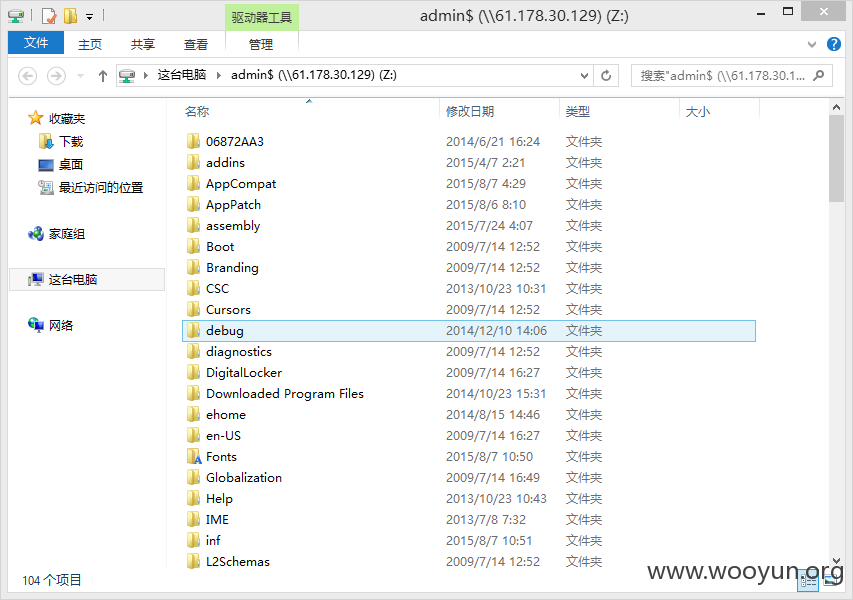 驱动器工具
admin$ (\\61.178.30.129) (Z:)
文件 主页 共享 查看 管理
这台电脑 admin$ (\\61.178.30.129) (Z:)
搜索"admin$ (\\61.178.30.1...
收藏夹
下载
桌面
最近访问的位置
家庭组
这台电脑
网络
名称 修改日期 类型 大小
06872AA3 2014/6/21 16:24 文件夹
addins 2015/4/7 2:21 文件夹
AppCompat 2015/8/7 4:29 文件夹
AppPatch 2015/8/6 8:10 文件夹
assembly 2015/7/24 4:07 文件夹
Boot 2009/7/14 12:52 文件夹
Branding 2009/7/14 12:52 文件夹
CSC 2013/10/23 10:31 文件夹
Cursors 2009/7/14 12:52 文件夹
debug 2014/12/10 14:06 文件夹
diagnostics 2009/7/14 12:52 文件夹
DigitalLocker 2009/7/14 16:27 文件夹
Downloaded Program Files 2014/10/23 15:31 文件夹
ehome 2014/8/15 14:46 文件夹
en-US 2009/7/14 16:27 文件夹
Fonts 2015/8/7 10:50 文件夹
Globalization 2009/7/14 16:49 文件夹
Help 2013/10/23 10:43 文件夹
IME 2013/7/8 7:32 文件夹
inf 2015/8/7 10:51 文件夹
L2Schemas 2009/7/14 12:52 文件夹
104 个项目
www.wooyun.org